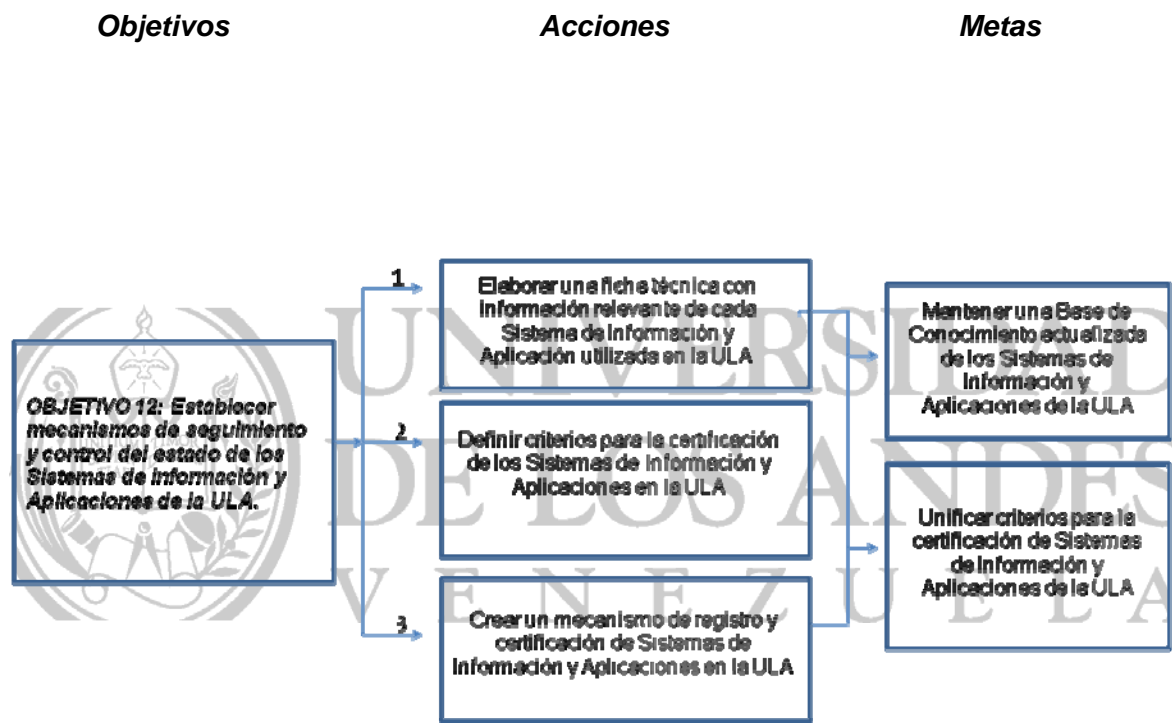 Objetivos Acciones Metas
OBJETIVO 12: Establecer
mecanismos de seguimiento
y control del estado de los
Sistemas de Información y
Aplicaciones de la ULA.
1
Elaborar una ficha técnica con
Información relevante de cada
Sistema de Información y
Aplicación utilizada en la ULA
2
Definir criterios para la certificación
de los Sistemas de Información y
Aplicaciones en la ULA
3
Crear un mecanismo de registro y
certificación de Sistemas de
Información y Aplicaciones en la ULA
Mantener una Base de
Conocimiento actualizada
de los Sistemas de
Información y
Aplicaciones de la ULA
Unificar criterios para la
certificación de Sistemas
de Información y
Aplicaciones de la ULA
UNIVERSIDAD
DE LOS ANDES
VENEZUELA